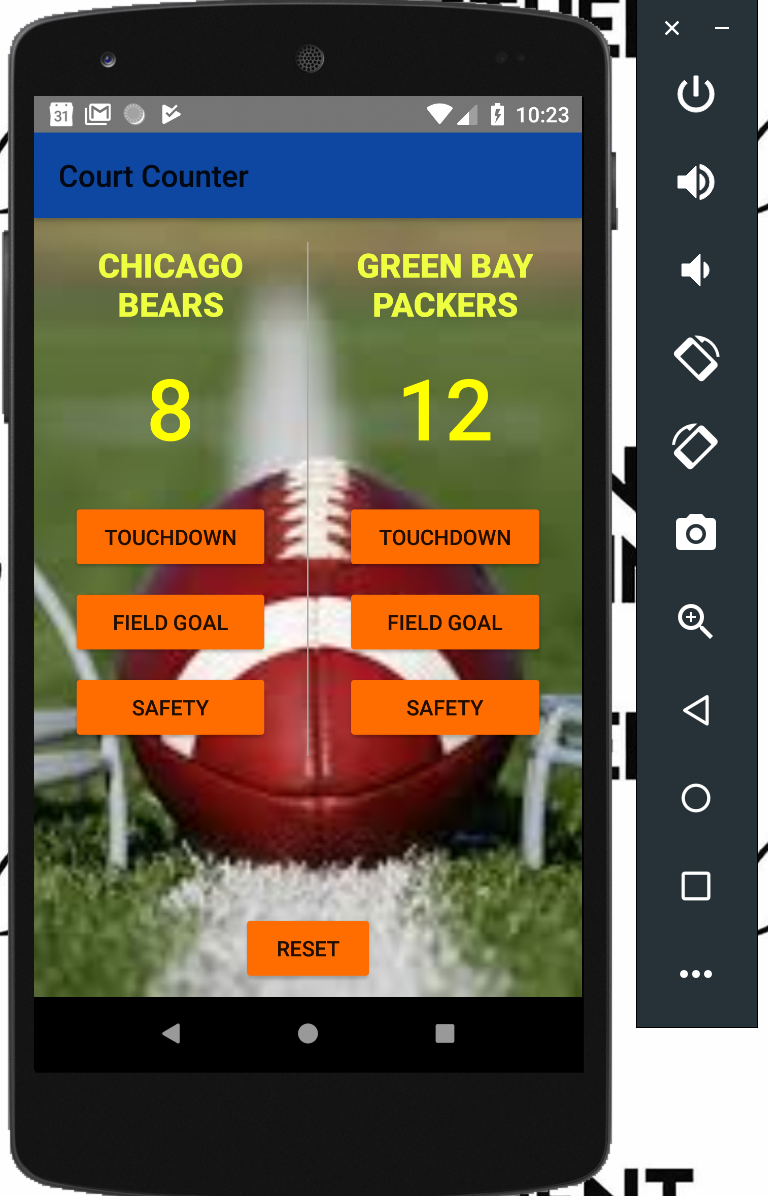 31
10:23
Court Counter
CHICAGO
BEARS
GREEN BAY
PACKERS
8
12
TOUCHDOWN
TOUCHDOWN
FIELD GOAL
FIELD GOAL
SAFETY
SAFETY
RESET